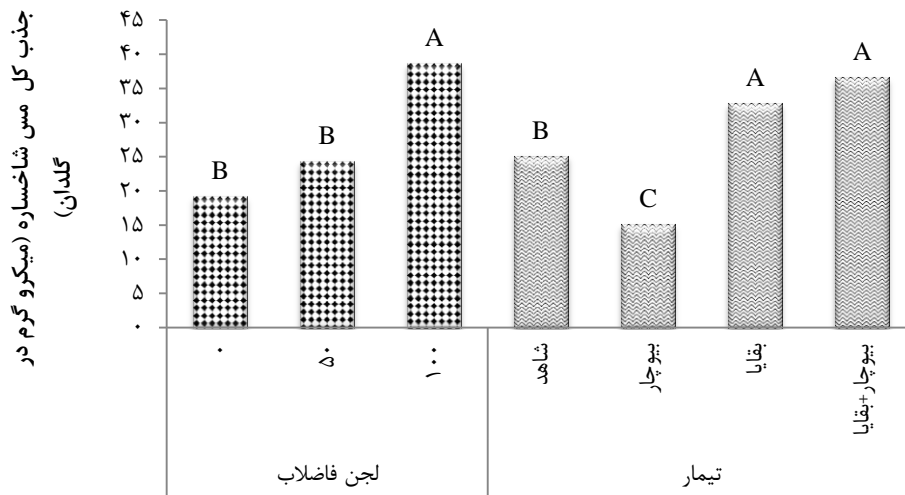 جذب کل مس شاخساره (میکرو گرم در
گلدان)
۴۵
۴۰
۳۵
۳۰
۲۵
۲۰
۱۵
۱۰
۵
۰
B
B
A
B
C
A
A
۰
۵۰
۱۰۰
شاهد
بیوچار
بقایا
بیوچار+بقایا
لجن فاضلاب
تیمار